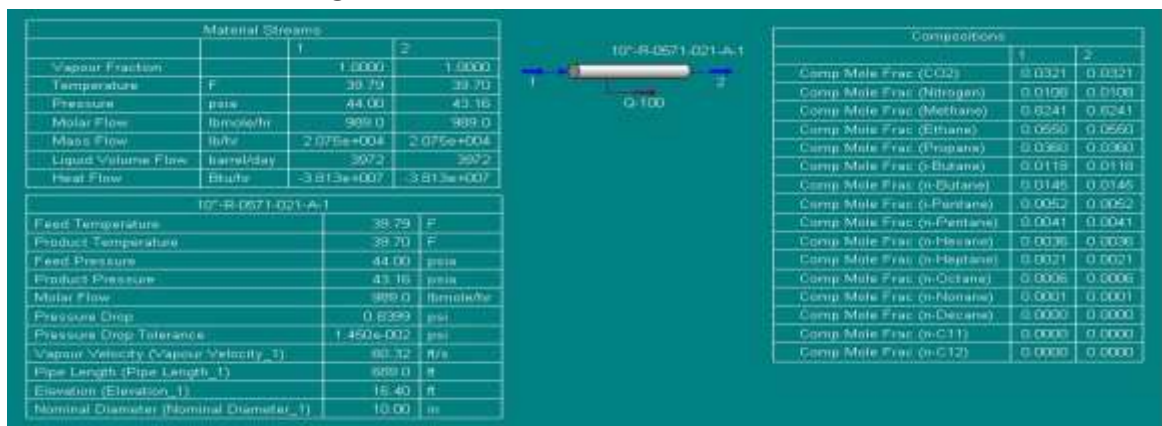 Material Streams
1 2
Vapour Fraction 1.0000 1.0000
Temperature F 39.79 39.70
Pressure psia 44.00 43.16
Molar Flow lbmole/hr 989.0 989.0
Mass Flow lb/hr 2.075e+004 2.075e+004
Liquid Volume Flow barrel/day 3972 3972
Heat Flow Btu/hr -3.813e+007 -3.813e+007
10"-R-0571-021-A-1
Feed Temperature 39.79 F
Product Temperature 39.70 F
Feed Pressure 44.00 psia
Product Pressure 43.16 psia
Molar Flow 989.0 lbmole/hr
Pressure Drop 0.8399 psi
Pressure Drop Tolerance 1.450e-002 psi
Vapour Velocity (Vapour Velocity_1) 60.32 ft/s
Pipe Length (Pipe Length_1) 689.0 ft
Elevation (Elevation_1) 16.40 ft
Nominal Diameter (Nominal Diameter_1) 10.00 in
10"-R-0571-021-A-1
1 2
Q-100
Compositions
1 2
Comp Mole Frac (CO2) 0.0321 0.0321
Comp Mole Frac (Nitrogen) 0.0108 0.0108
Comp Mole Frac (Methane) 0.8241 0.8241
Comp Mole Frac (Ethane) 0.0550 0.0550
Comp Mole Frac (Propane) 0.0360 0.0360
Comp Mole Frac (i-Butane) 0.0118 0.0118
Comp Mole Frac (n-Butane) 0.0145 0.0145
Comp Mole Frac (i-Pentane) 0.0052 0.0052
Comp Mole Frac (n-Pentane) 0.0041 0.0041
Comp Mole Frac (n-Hexane) 0.0036 0.0036
Comp Mole Frac (n-Heptane) 0.0021 0.0021
Comp Mole Frac (n-Octane) 0.0006 0.0006
Comp Mole Frac (n-Nonane) 0.0001 0.0001
Comp Mole Frac (n-Decane) 0.0000 0.0000
Comp Mole Frac (n-C11) 0.0000 0.0000
Comp Mole Frac (n-C12) 0.0000 0.0000